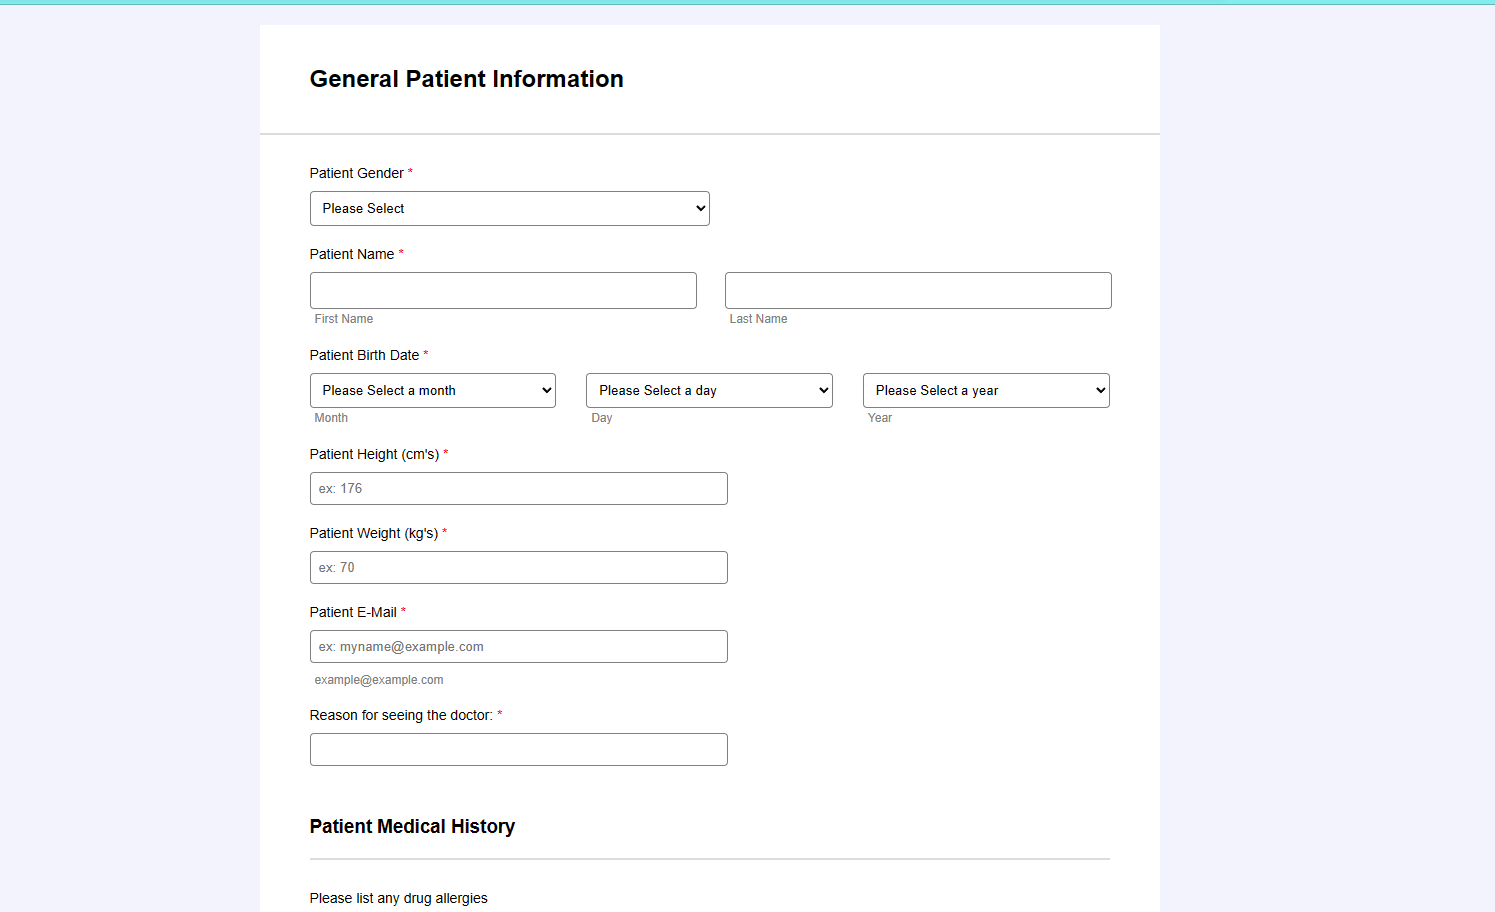 General Patient Information
Patient Gender *
Please Select
Patient Name *
First Name Last Name
Patient Birth Date *
Please Select a month Please Select a day Please Select a year
Month Day Year
Patient Height (cm's) *
ex: 176
Patient Weight (kg's) *
ex: 70
Patient E-Mail *
ex: myname@example.com
example@example.com
Reason for seeing the doctor: *
Patient Medical History
Please list any drug allergies